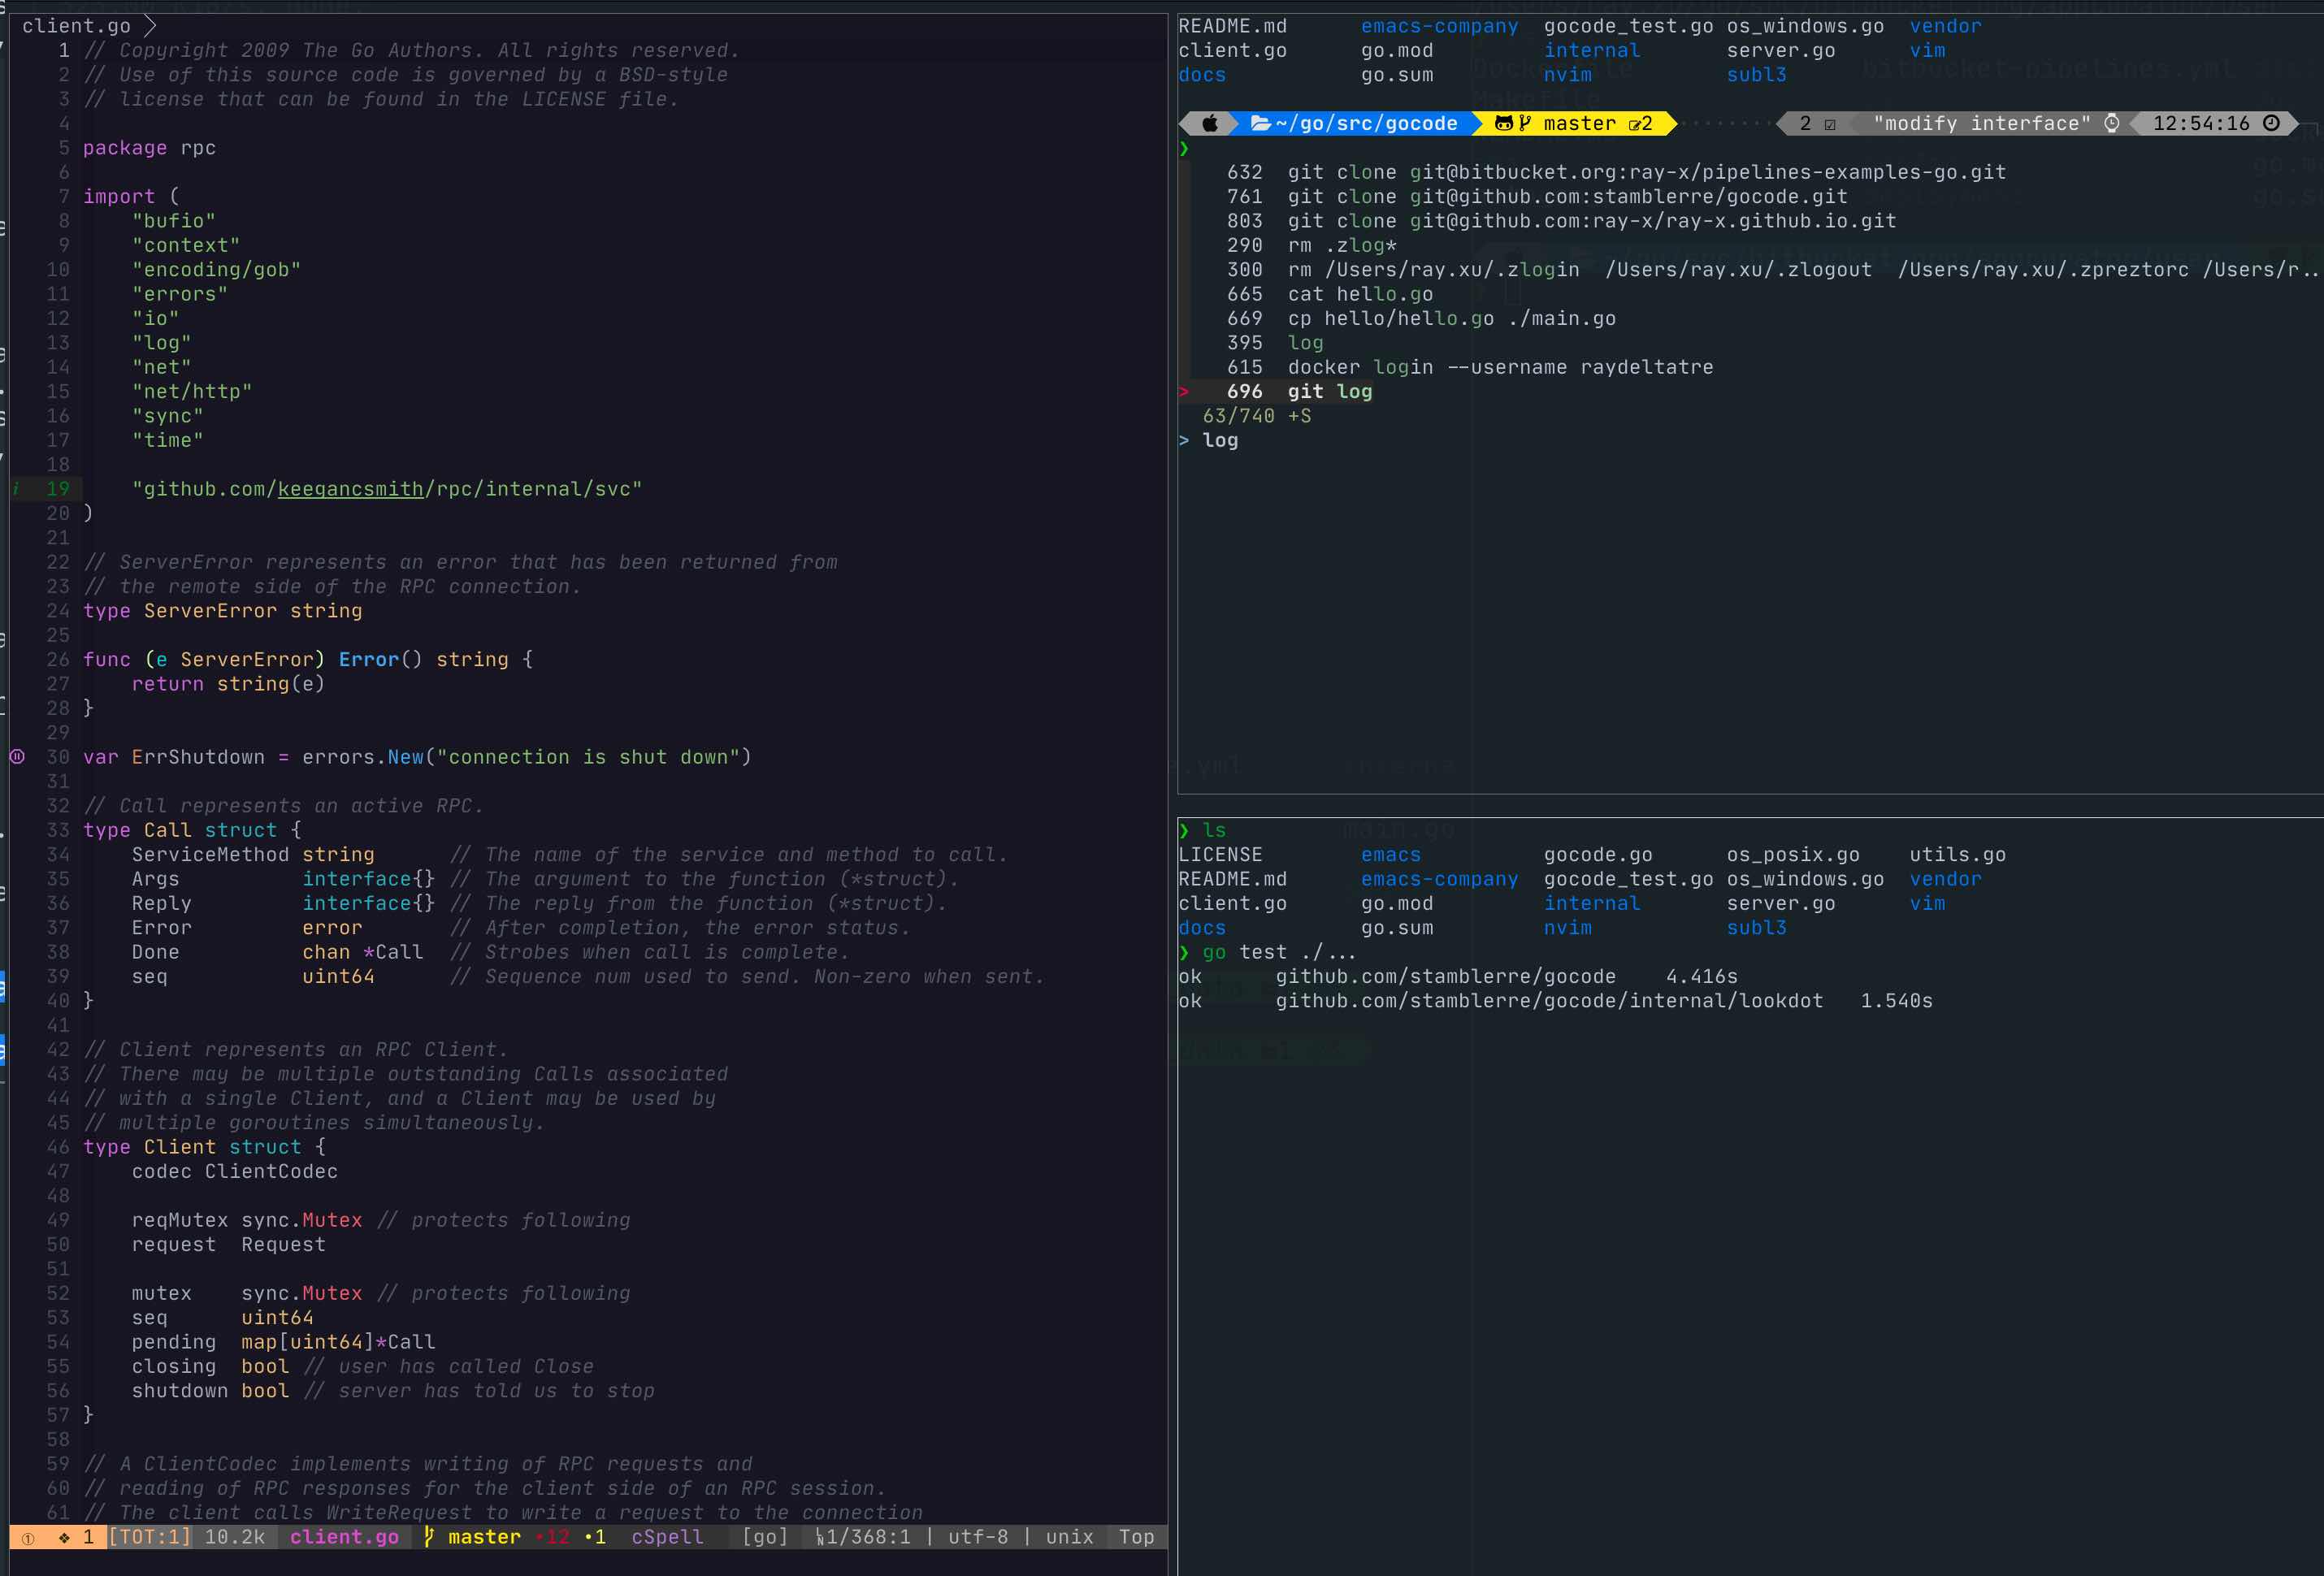 client.go
1 // Copyright 2009 The Go Authors. All rights reserved.
2 // Use of this source code is governed by a BSD-style
3 // license that can be found in the LICENSE file.
4
5 package rpc
6
7 import (
8 "bufio"
9 "context"
10 "encoding/gob"
11 "errors"
12 "io"
13 "log"
14 "net"
15 "net/http"
16 "sync"
17 "time"
18
i 19 "github.com/keegancsmith/rpc/internal/svc"
20 )
21
22 // ServerError represents an error that has been returned from
23 // the remote side of the RPC connection.
24 type ServerError string
25
26 func (e ServerError) Error() string {
27 return string(e)
28 }
29
30 var ErrShutdown = errors.New("connection is shut down")
31
32 // Call represents an active RPC.
33 type Call struct {
34 ServiceMethod string // The name of the service and method to call.
35 Args interface{} // The argument to the function (*struct).
36 Reply interface{} // The reply from the function (*struct).
37 Error error // After completion, the error status.
38 Done chan *Call // Strobes when call is complete.
39 seq uint64 // Sequence num used to send. Non-zero when sent.
40 }
41
42 // Client represents an RPC Client.
43 // There may be multiple outstanding Calls associated
44 // with a single Client, and a Client may be used by
45 // multiple goroutines simultaneously.
46 type Client struct {
47 codec ClientCodec
48
49 reqMutex sync.Mutex // protects following
50 request Request
51
52 mutex sync.Mutex // protects following
53 seq uint64
54 pending map[uint64]*Call
55 closing bool // user has called Close
56 shutdown bool // server has told us to stop
57 }
58
59 // A ClientCodec implements writing of RPC requests and
60 // reading of RPC responses for the client side of an RPC session.
61 // The client calls WriteRequest to write a request to the connection
① ❖ 1 [TOT:1] 10.2k client.go master •12 •1 cSpell [go] 1/368:1 | utf-8 | unix Top
README.md emacs-company gocode_test.go os_windows.go vendor
client.go go.mod internal server.go vim
docs go.sum nvim subl3
~/go/src/gocode master 2 ········ 2 ☑ "modify interface" 12:54:16
❯
632 git clone git@bitbucket.org:ray-x/pipelines-examples-go.git
761 git clone git@github.com:stamblerre/gocode.git
803 git clone git@github.com:ray-x/ray-x.github.io.git
290 rm .zlog*
300 rm /Users/ray.xu/.zlogin /Users/ray.xu/.zlogout /Users/ray.xu/.zpreztorc /Users/r..
665 cat hello.go
669 cp hello/hello.go ./main.go
395 log
615 docker login --username raydeltatre
> 696 git log
63/740 +S
> log
❯ ls
LICENSE emacs gocode.go os_posix.go utils.go
README.md emacs-company gocode_test.go os_windows.go vendor
client.go go.mod internal server.go vim
docs go.sum nvim subl3
❯ go test ./...
ok github.com/stamblerre/gocode 4.416s
ok github.com/stamblerre/gocode/internal/lookdot 1.540s